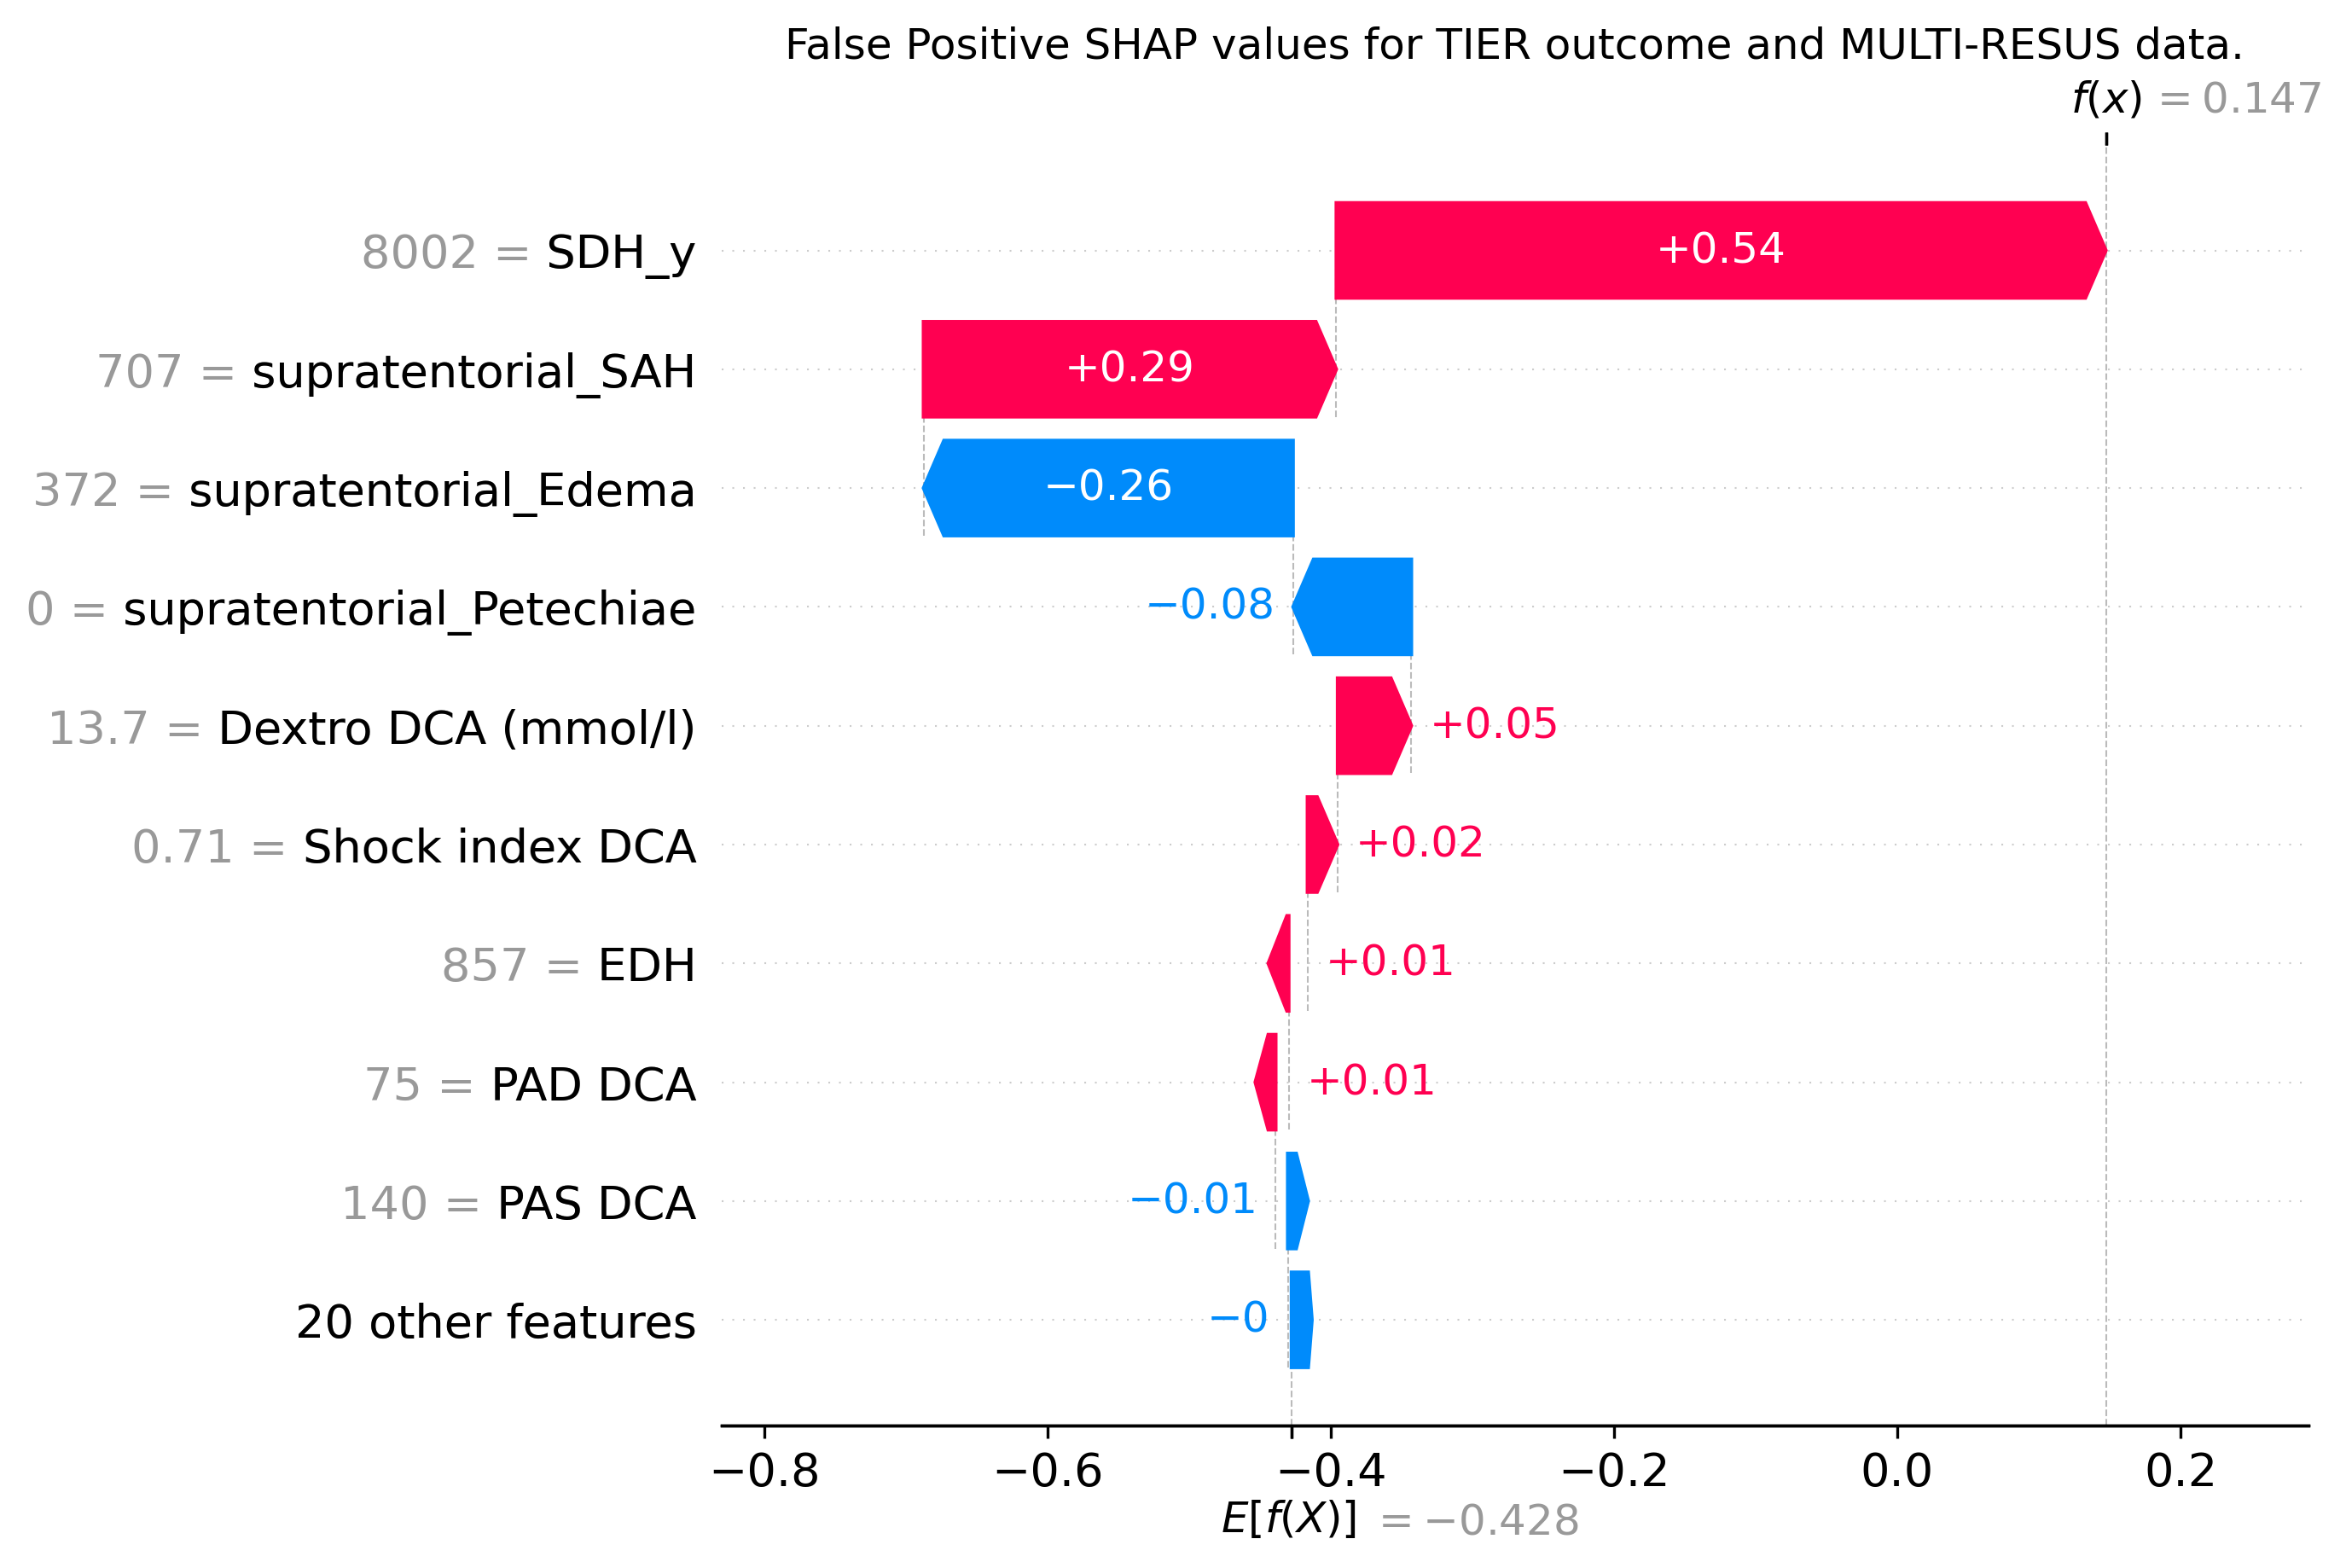 False Positive SHAP values for TIER outcome and MULTI-RESUS data.
f(x) = 0.147
8002 = SDH_y
+0.54
707 = supratentorial_SAH
+0.29
372 = supratentorial_Edema
−0.26
0 = supratentorial_Petechiae
−0.08
13.7 = Dextro DCA (mmol/l)
+0.05
0.71 = Shock index DCA
+0.02
857 = EDH
+0.01
75 = PAD DCA
+0.01
140 = PAS DCA
−0.01
20 other features
−0
−0.8 −0.6 −0.4 −0.2 0.0 0.2
E[f(X)] = −0.428